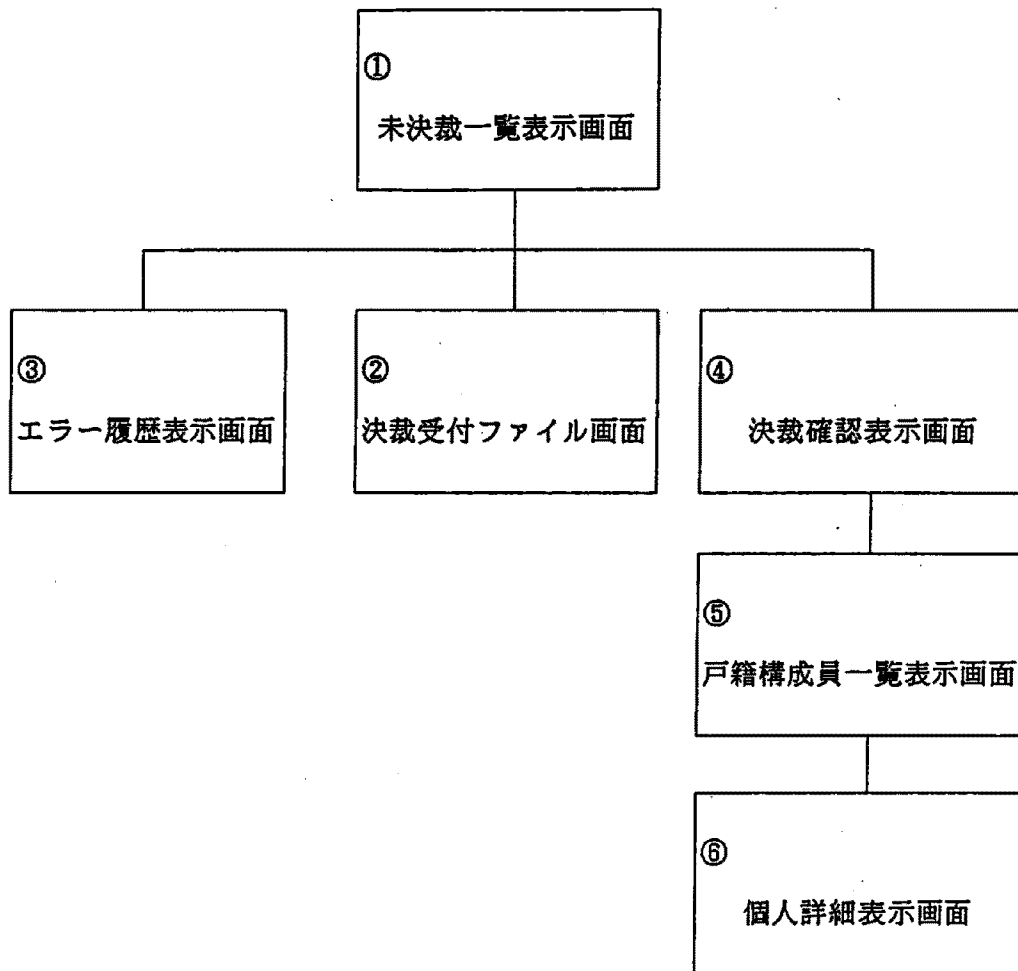 ①
未決裁一覧表示画面
③
エラー履歴表示画面
②
決裁受付ファイル画面
④
決裁確認表示画面
⑤
戸籍構成員一覧表示画面
⑥
個人詳細表示画面